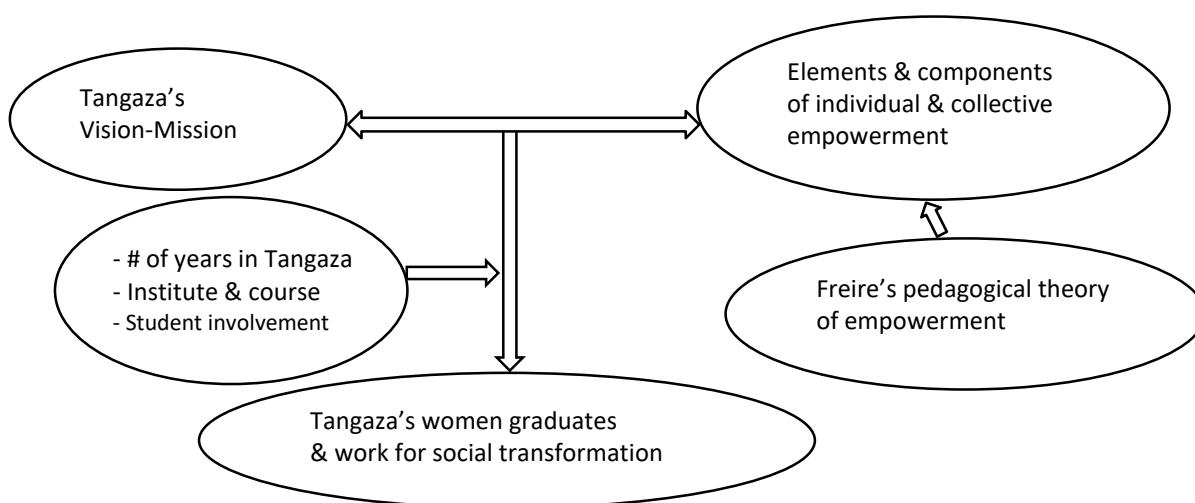 Tangaza’s
Vision-Mission
Elements & components
of individual & collective
empowerment
- # of years in Tangaza
- Institute & course
- Student involvement
Freire’s pedagogical theory
of empowerment
Tangaza’s women graduates
& work for social transformation